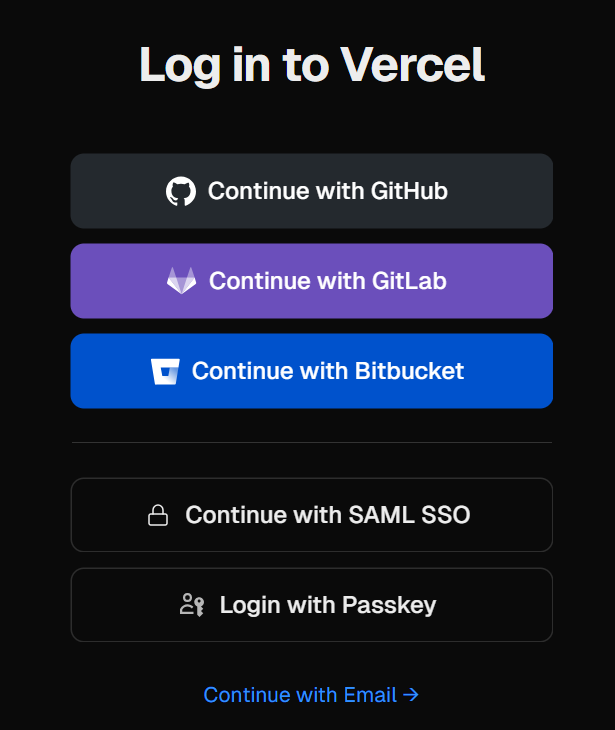 Log in to Vercel
Continue with GitHub
Continue with GitLab
Continue with Bitbucket
Continue with SAML SSO
Login with Passkey
Continue with Email →